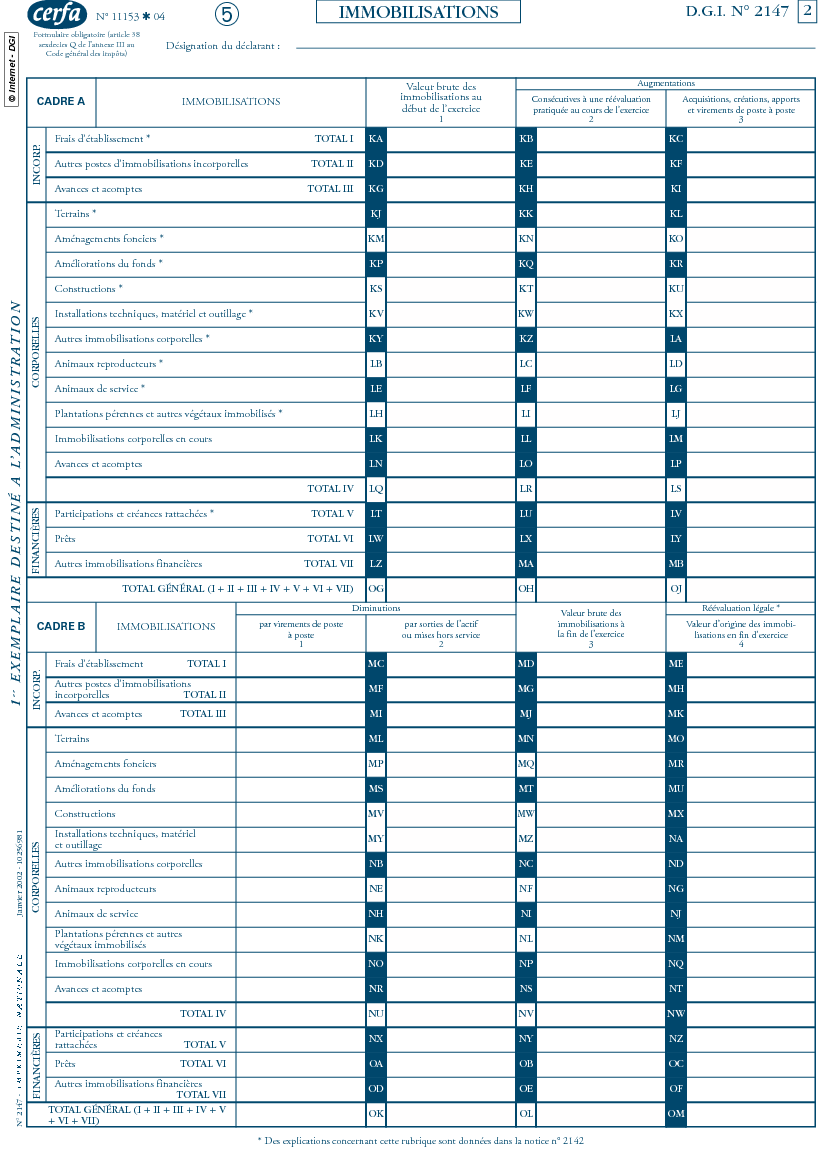 cerfa
N° 11153 ✱ 04
5
IMMOBILISATIONS
D.G.I. N° 2147
2
Formulaire obligatoire (article 38
sexdecies Q de l'annexe III au
Code général des impôts)
Désignation du déclarant :
© Internet - DGI
CADRE A
IMMOBILISATIONS
Valeur brute des
immobilisations au
début de l'exercice
1
Augmentations
Consécutives à une réévaluation
pratiquée au cours de l'exercice
2
Acquisitions, créations, apports
et virements de poste à poste
3
INCORP.
Frais d'établissement * TOTAL I KA KB KC
Autres postes d'immobilisations incorporelles TOTAL II KD KE KF
Avances et acomptes TOTAL III KG KH KI
CORPORELLES
Terrains * KJ KK KL
Aménagements fonciers * KM KN KO
Améliorations du fonds * KP KQ KR
Constructions * KS KT KU
Installations techniques, matériel et outillage * KV KW KX
Autres immobilisations corporelles * KY KZ LA
Animaux reproducteurs * LB LC LD
Animaux de service * LE LF LG
Plantations pérennes et autres végétaux immobilisés * LH LI LJ
Immobilisations corporelles en cours LK LL LM
Avances et acomptes LN LO LP
TOTAL IV LQ LR LS
FINANCIÈRES
Participations et créances rattachées * TOTAL V LT LU LV
Prêts TOTAL VI LW LX LY
Autres immobilisations financières TOTAL VII LZ MA MB
TOTAL GÉNÉRAL (I + II + III + IV + V + VI + VII) OG OH OJ
CADRE B
IMMOBILISATIONS
Diminutions
par virements de poste
à poste
1
par sorties de l'actif
ou mises hors service
2
Valeur brute des
immobilisations à
la fin de l'exercice
3
Réévaluation légale *
Valeur d'origine des immobi-
lisations en fin d'exercice
4
INCORP.
Frais d'établissement TOTAL I MC MD ME
Autres postes d'immobilisations
incorporelles TOTAL II MF MG MH
Avances et acomptes TOTAL III MI MJ MK
CORPORELLES
Terrains ML MN MO
Aménagements fonciers MP MQ MR
Améliorations du fonds MS MT MU
Constructions MV MW MX
Installations techniques, matériel
et outillage MY MZ NA
Autres immobilisations corporelles NB NC ND
Animaux reproducteurs NE NF NG
Animaux de service NH NI NJ
Plantations pérennes et autres
végétaux immobilisés NK NL NM
Immobilisations corporelles en cours NO NP NQ
Avances et acomptes NR NS NT
TOTAL IV NU NV NW
FINANCIÈRES
Participations et créances
rattachées TOTAL V NX NY NZ
Prêts TOTAL VI OA OB OC
Autres immobilisations financières
TOTAL VII OD OE OF
TOTAL GÉNÉRAL (I + II + III + IV + V
+ VI + VII) OK OL OM
* Des explications concernant cette rubrique sont données dans la notice n° 2142
EXEMPLAIRE DESTINÉ A L'ADMINISTRATION
N° 2147 - IMPRIMERIE NATIONALE
Janvier 2002 -